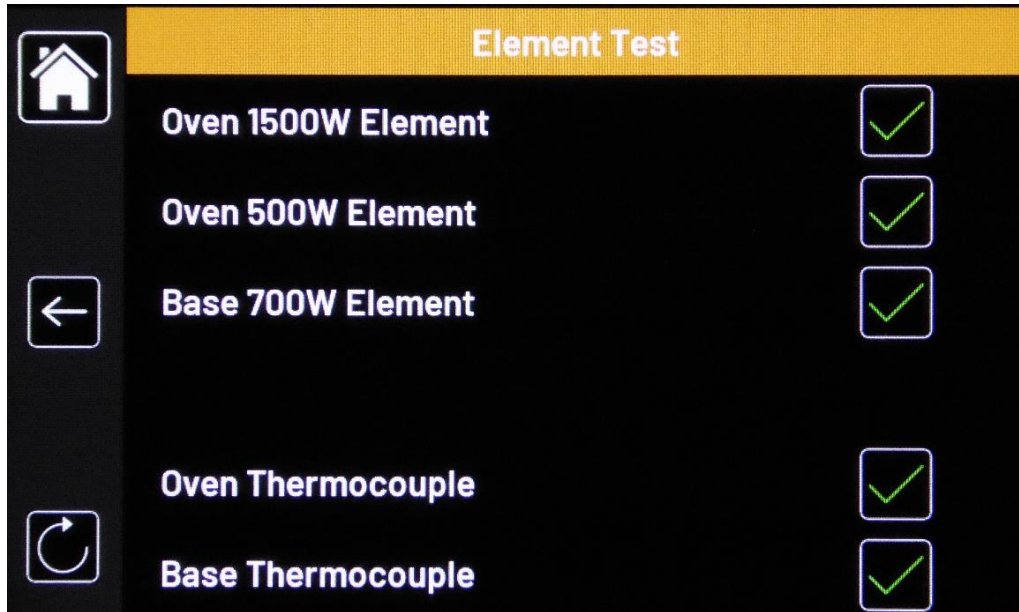 Element Test
Oven 1500W Element
Oven 500W Element
Base 700W Element
Oven Thermocouple
Base Thermocouple